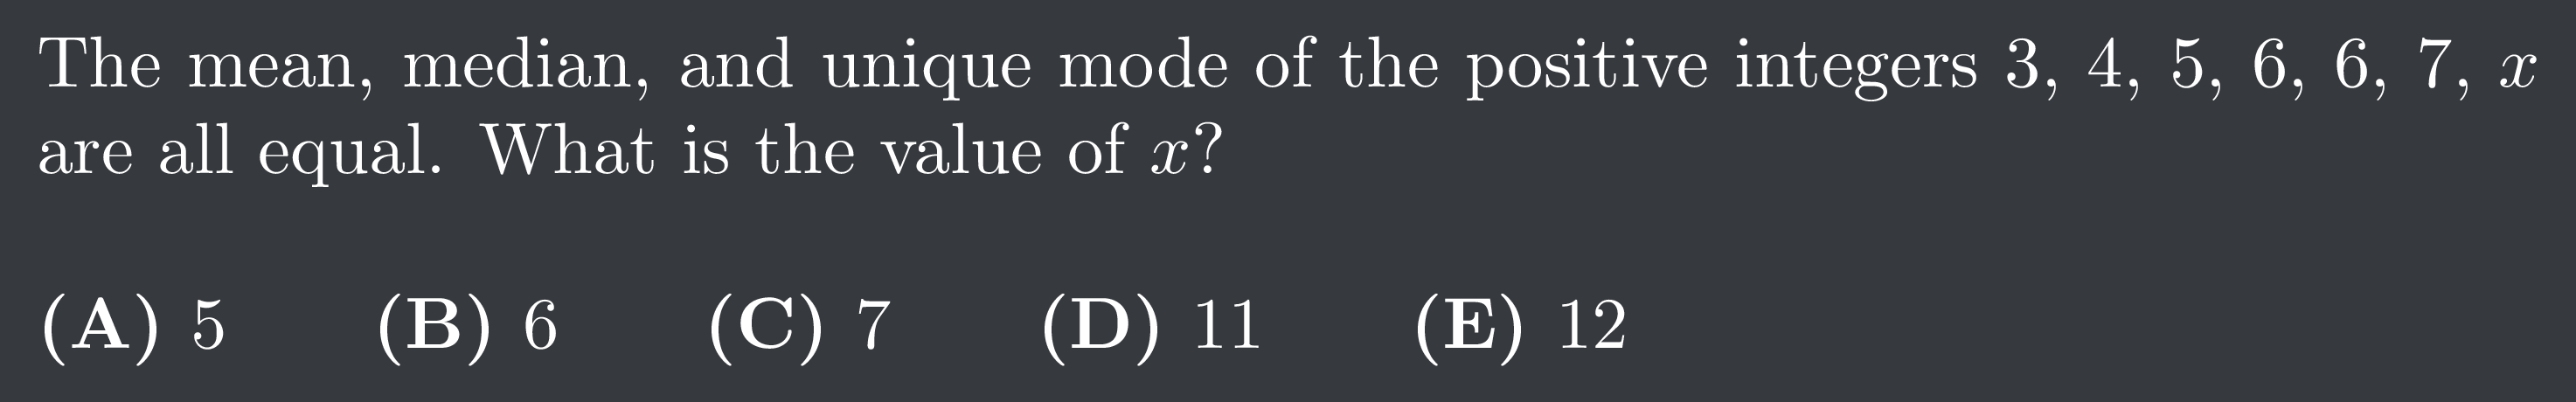 The mean, median, and unique mode of the positive integers 3, 4, 5, 6, 6, 7, x
are all equal. What is the value of x?
(A) 5 (B) 6 (C) 7 (D) 11 (E) 12